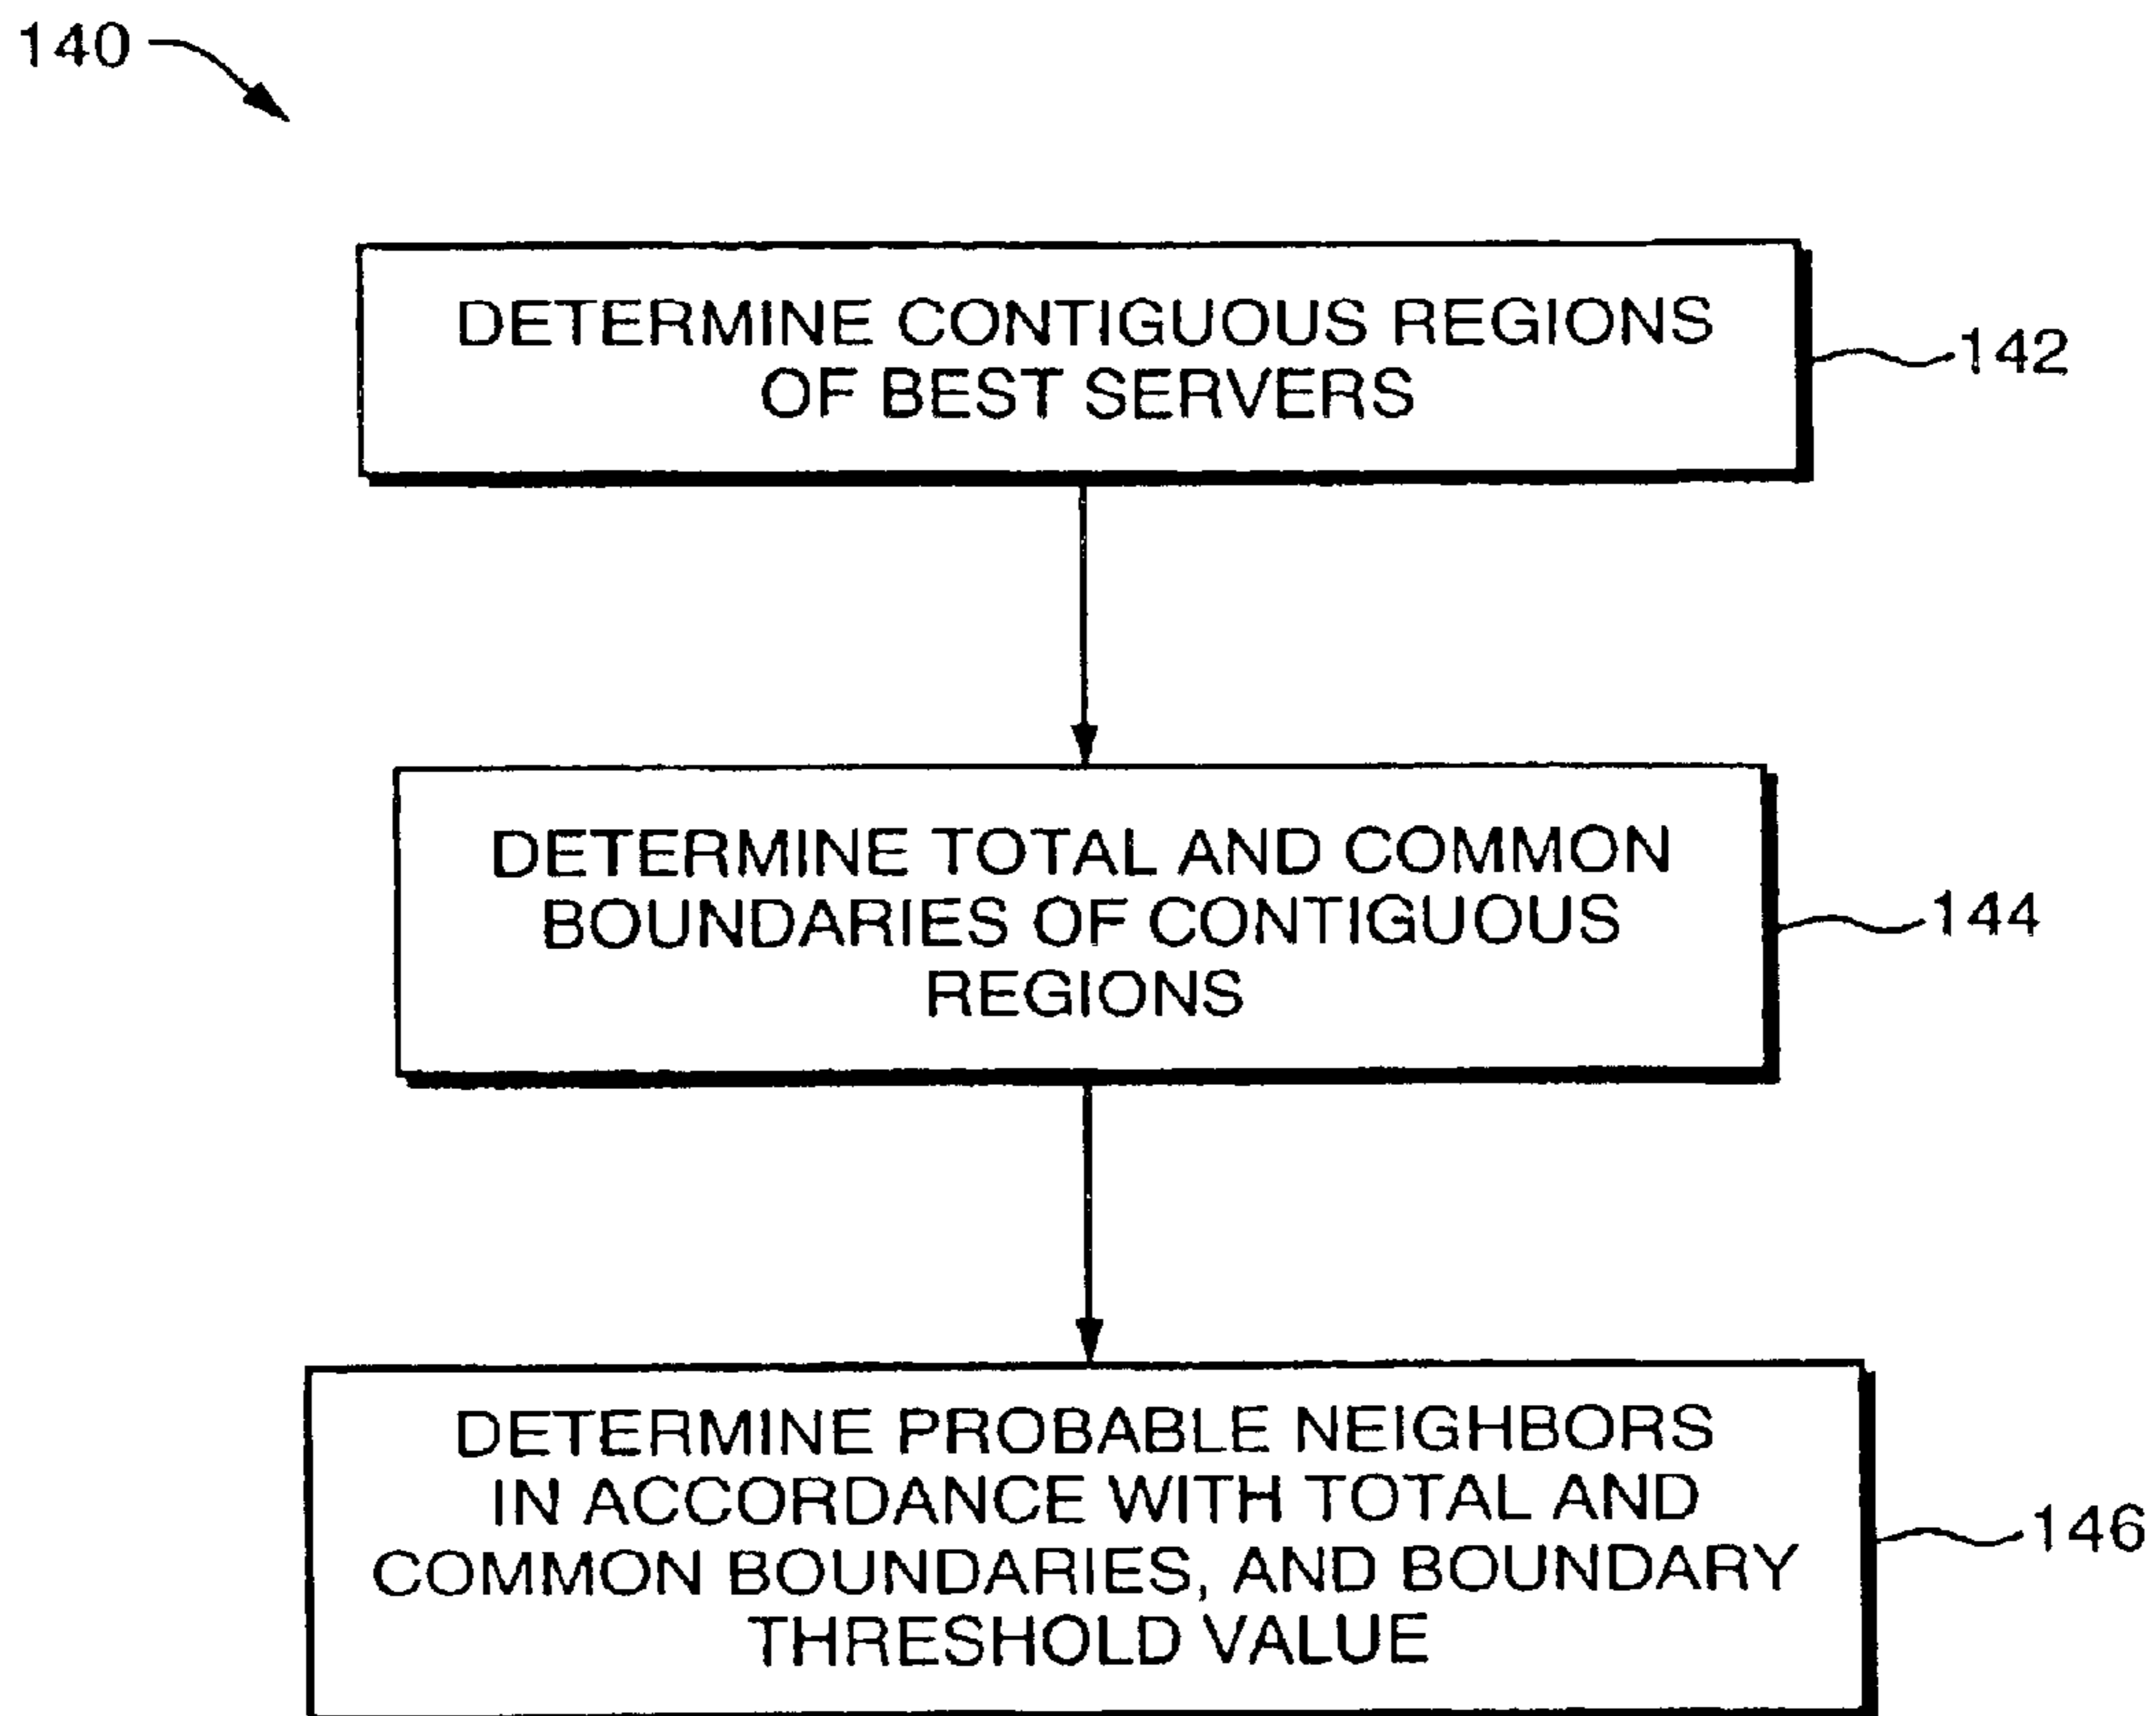 140
DETERMINE CONTIGUOUS REGIONS
OF BEST SERVERS
142
DETERMINE TOTAL AND COMMON
BOUNDARIES OF CONTIGUOUS
REGIONS
144
DETERMINE PROBABLE NEIGHBORS
IN ACCORDANCE WITH TOTAL AND
COMMON BOUNDARIES, AND BOUNDARY
THRESHOLD VALUE
146